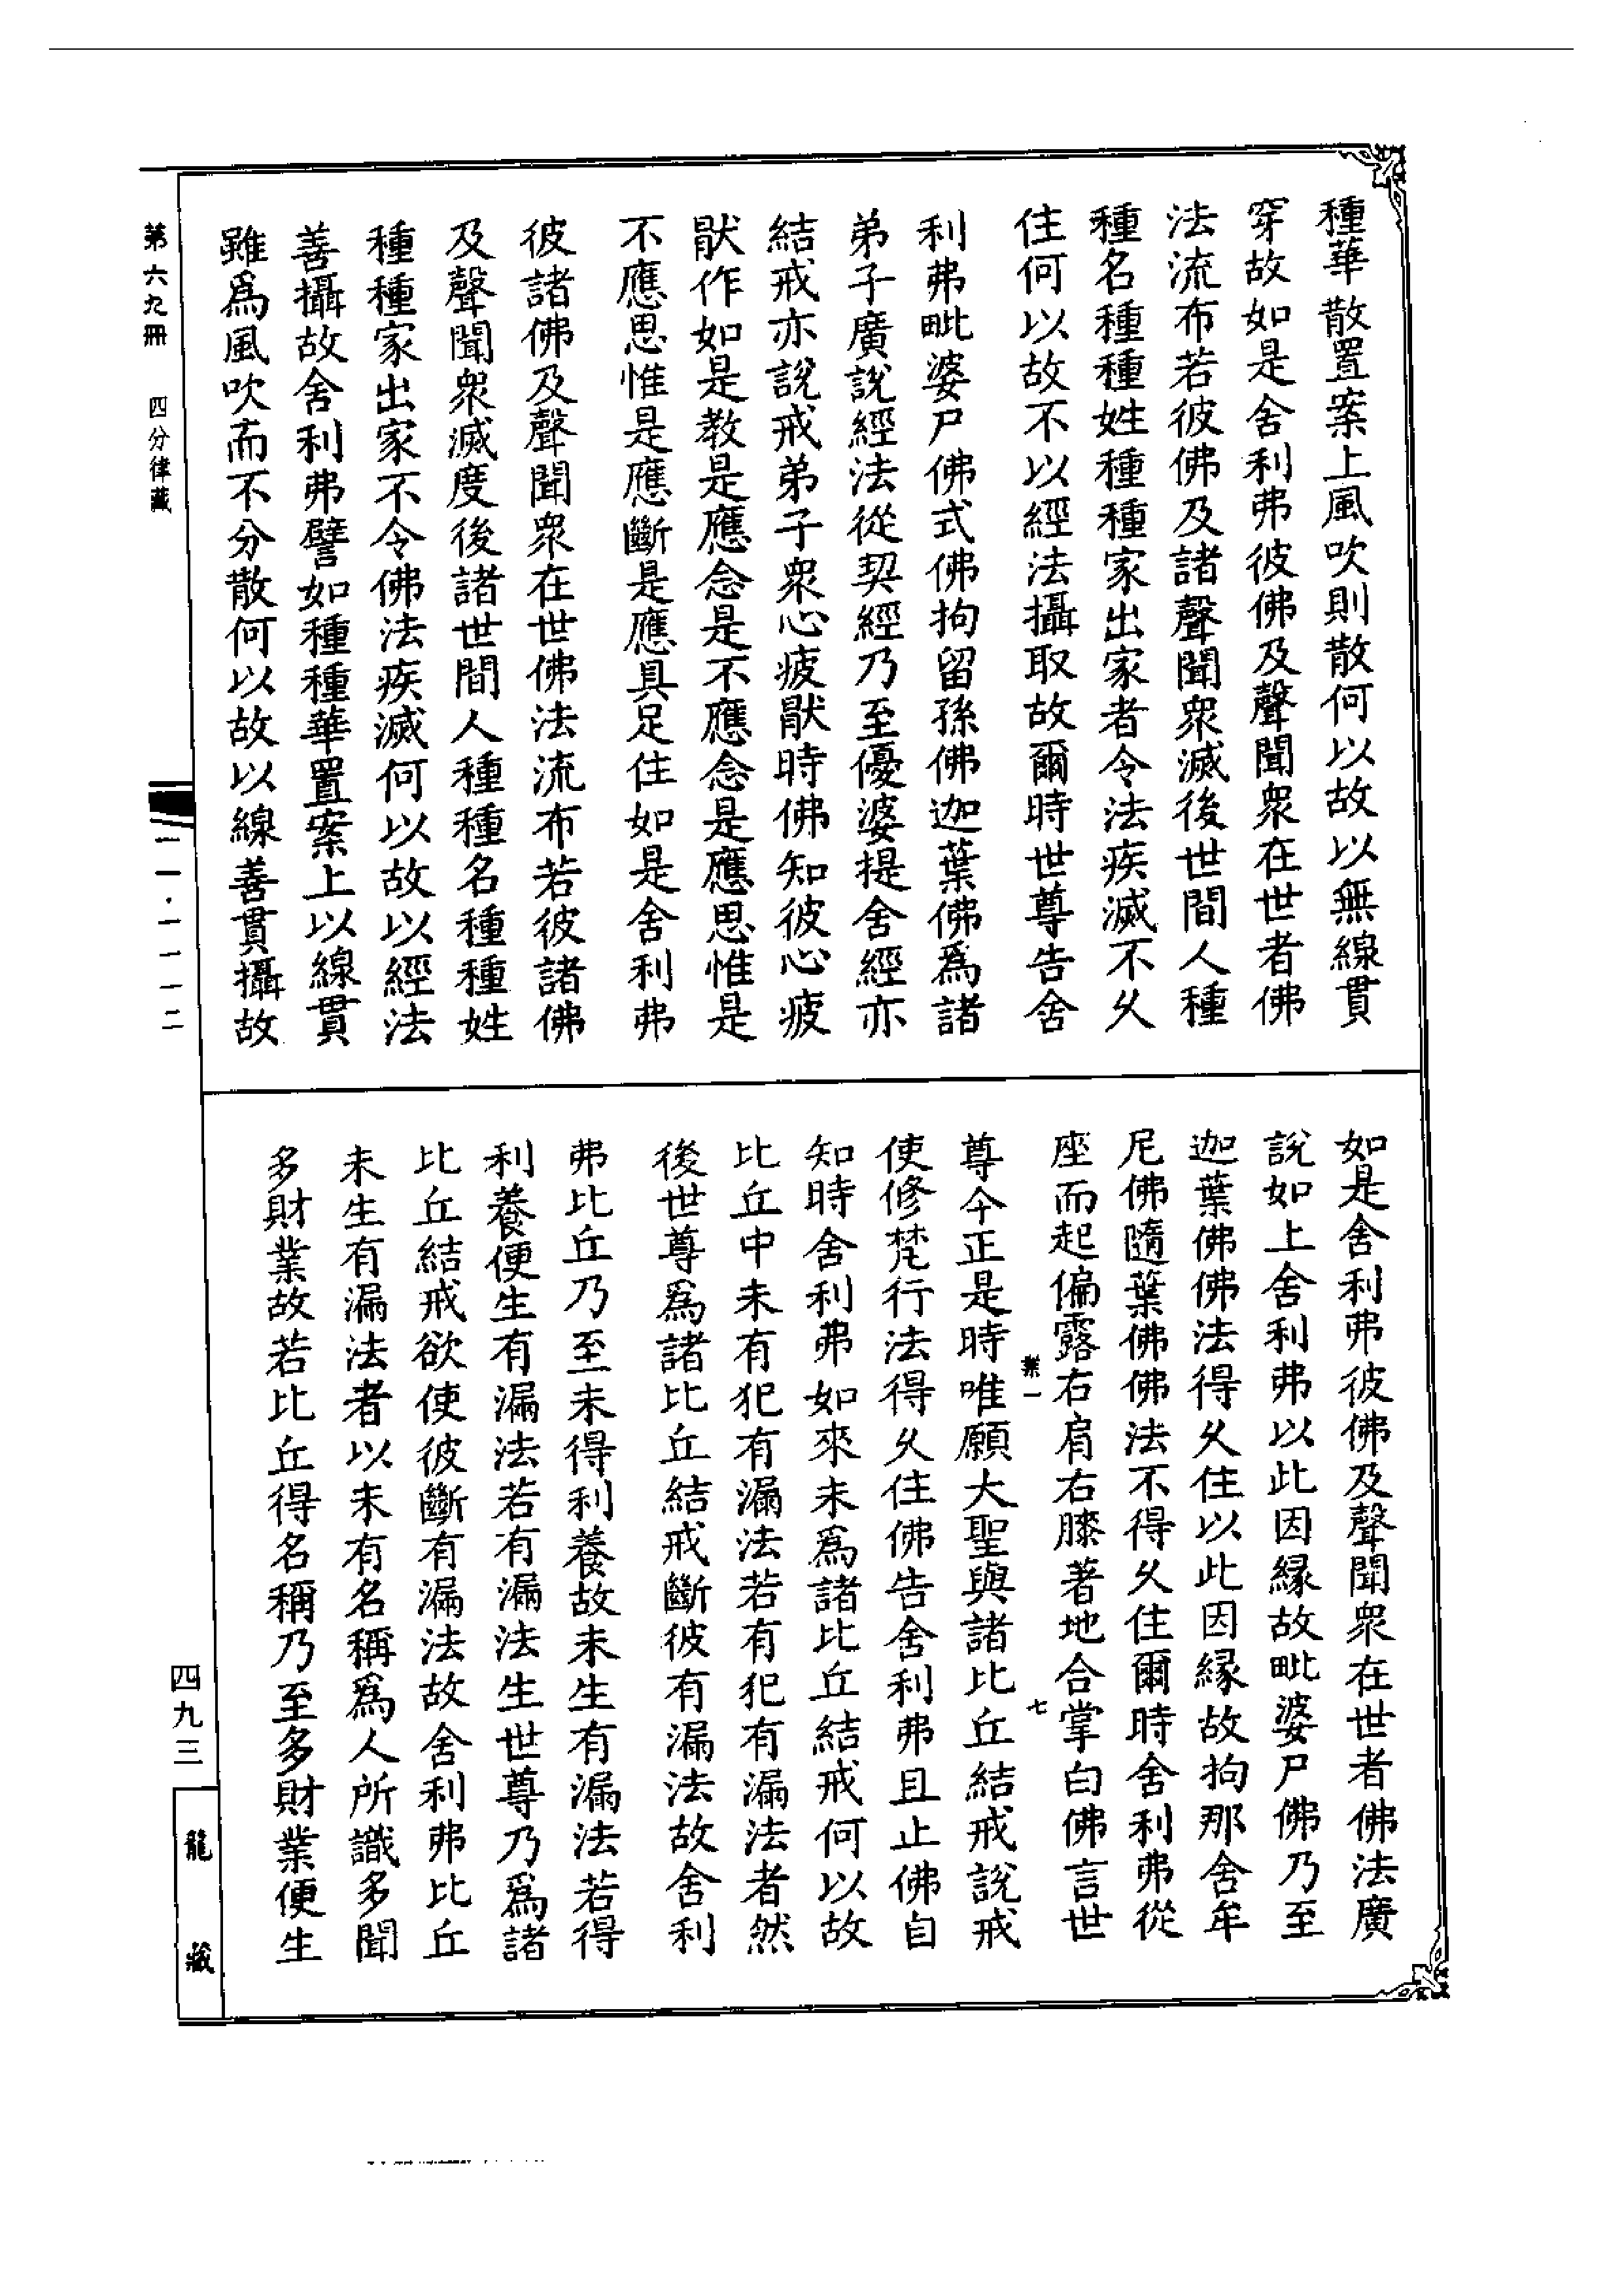 種華散置案上風吹則散何以故以無線貫
穿故如是舍利弗彼佛及聲聞衆在世者佛
法流布若彼佛及諸聲聞衆滅後世間人種
種名種種姓種種家出家者令法疾滅不久
住何以故不以經法攝取故爾時世尊告舍
利弗毗婆尸佛式佛拘留孫佛迦葉佛爲諸
弟子廣說經法從契經乃至優婆提舍經亦
結戒亦說戒弟子衆心疲猒時佛知彼心疲
猒作如是教是應念是不應念是應思惟是
不應思惟是應斷是應具足住如是舍利弗
彼諸佛及聲聞衆在世佛法流布若彼諸佛
及聲聞衆滅度後諸世間人種種名種種姓
種種家出家不令佛法疾滅何以故以經法
善攝故舍利弗譬如種種華置案上以線貫
雖爲風吹而不分散何以故以線善貫攝故
如是舍利弗彼佛及聲聞衆在世者佛法廣
說如上舍利弗以此因緣故毗婆尸佛乃至
迦葉佛佛法得久住以此因緣故拘那舍牟
尼佛隨葉佛佛法不得久住爾時舍利弗從
座而起偏露右肩右膝著地合掌白佛言世
業一 七
尊今正是時唯願大聖與諸比丘結戒說戒
使修梵行法得久住佛告舍利弗且止佛自
知時舍利弗如來未爲諸比丘結戒何以故
比丘中未有犯有漏法若有犯有漏法者然
後世尊爲諸比丘結戒斷彼有漏法故舍利
弗比丘乃至未得利養故未生有漏法若得
利養便生有漏法若有漏法生世尊乃爲諸
比丘結戒欲使彼斷有漏法故舍利弗比丘
未生有漏法者以未有名稱爲人所識多聞
多財業故若比丘得名稱乃至多財業便生
第六九冊 四分律藏
二一·一一一二
四九三
龍藏